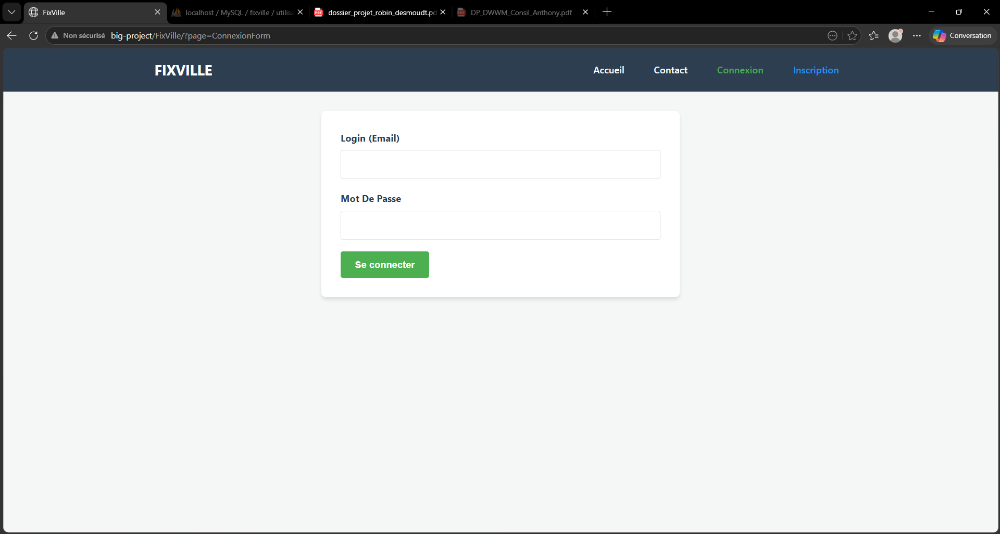 FixVille
localhost / MySQL / fixville / utilisa
dossier_projet_robin_desmoudt.pd
DP_DWWM_Consil_Anthony.pdf
Non sécurisé
big-project/FixVille/?page=ConnexionForm
Conversation
FIXVILLE
Accueil
Contact
Connexion
Inscription
Login (Email)
Mot De Passe
Se connecter